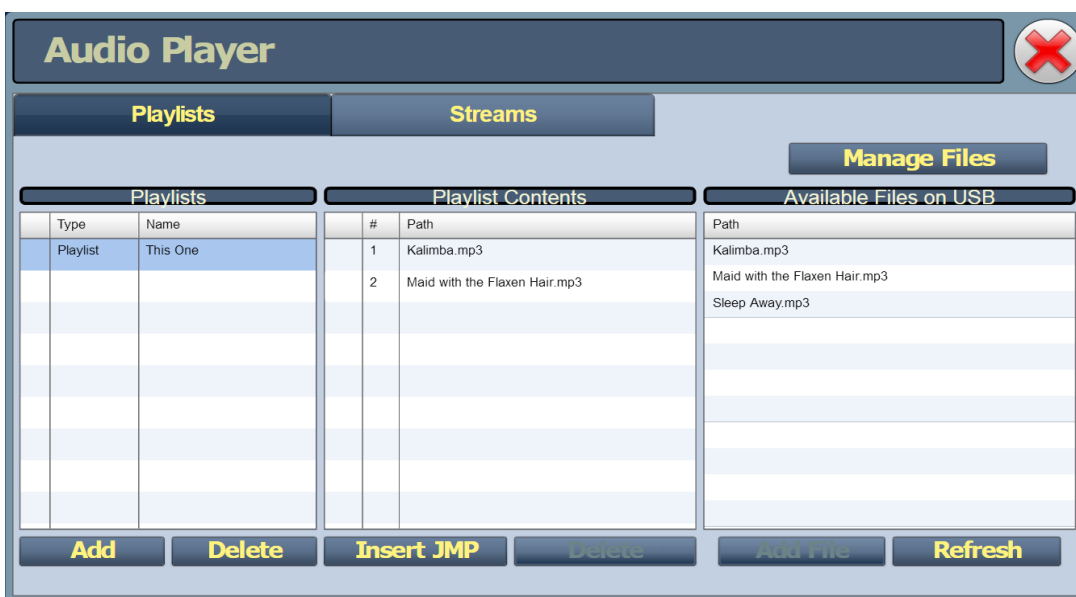 Audio Player
Playlists Streams
Manage Files
Playlists Playlist Contents Available Files on USB
Type Name # Path Path
Playlist This One 1 Kalimba.mp3 Kalimba.mp3
2 Maid with the Flaxen Hair.mp3 Maid with the Flaxen Hair.mp3
Sleep Away.mp3
Add Delete Insert JMP Delete Add File Refresh